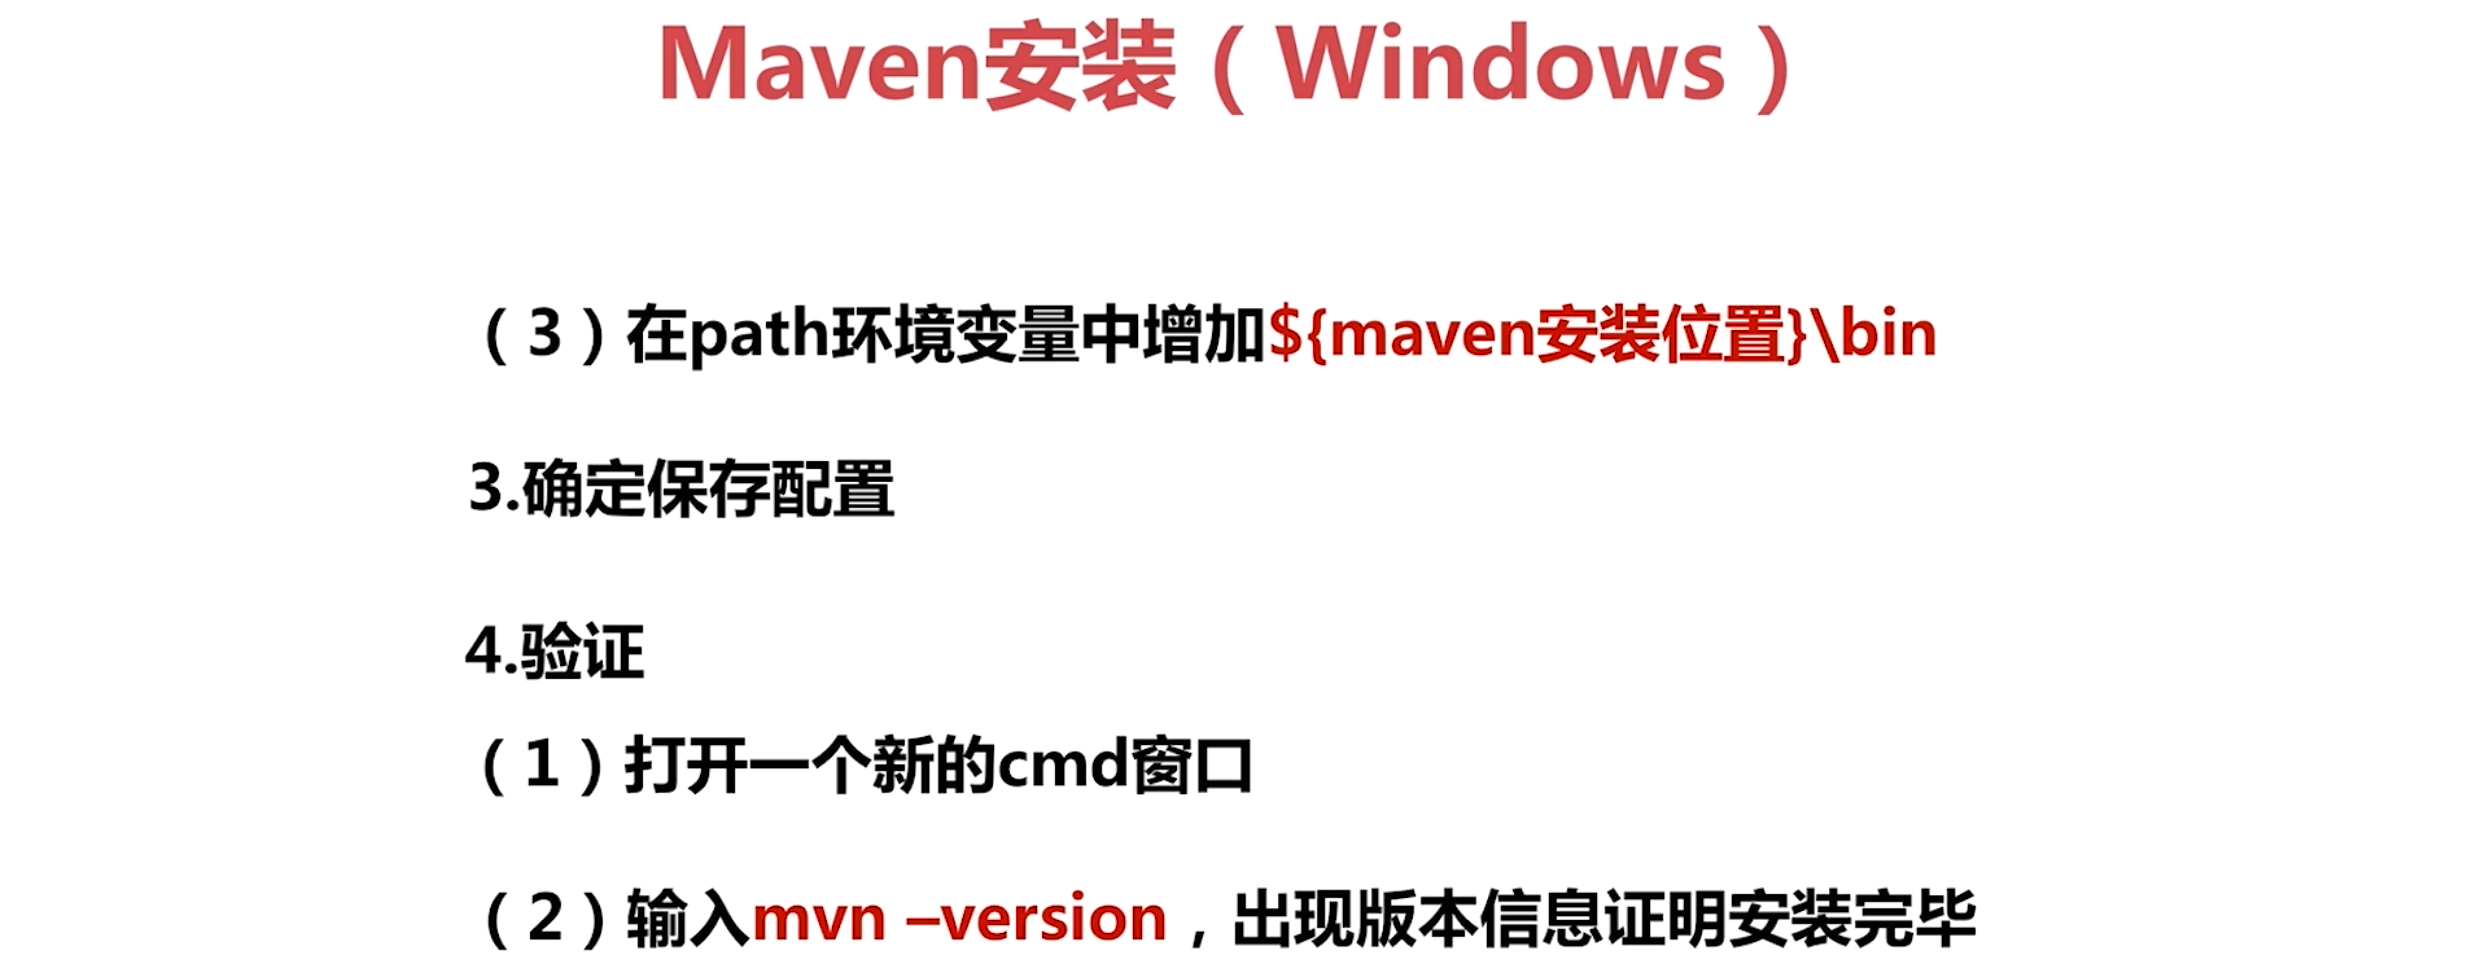 Maven安装（Windows）
（3）在path环境变量中增加${maven安装位置}\bin
3.确定保存配置
4.验证
（1）打开一个新的cmd窗口
（2）输入mvn –version，出现版本信息证明安装完毕